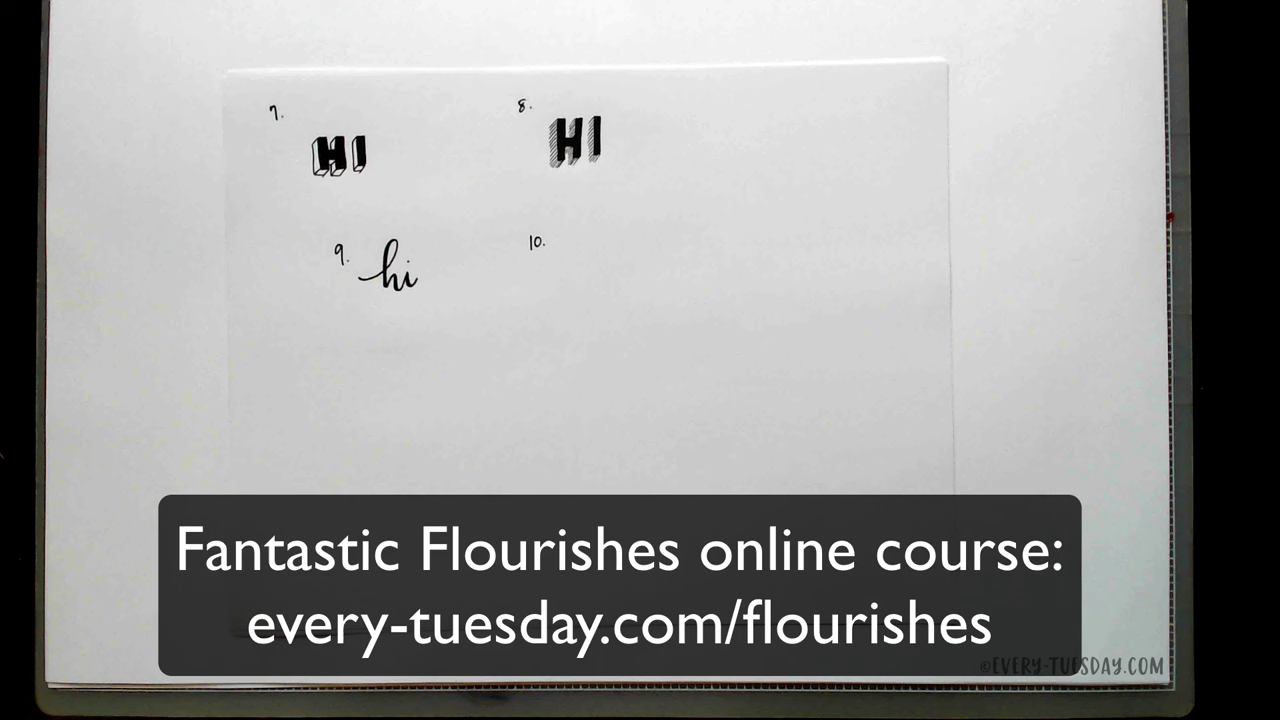 7.
HI
8.
HI
9.
hi
10.
Fantastic Flourishes online course:
every-tuesday.com/flourishes
©EVERY-TUESDAY.COM